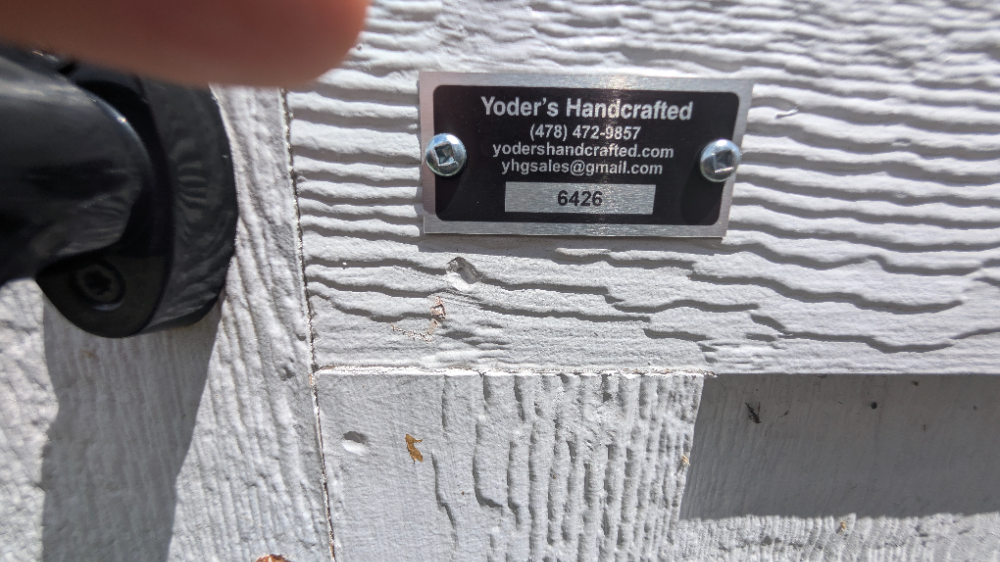 Yoder's Handcrafted
(478) 472-9857
yodershandcrafted.com
yhgsales@gmail.com
6426